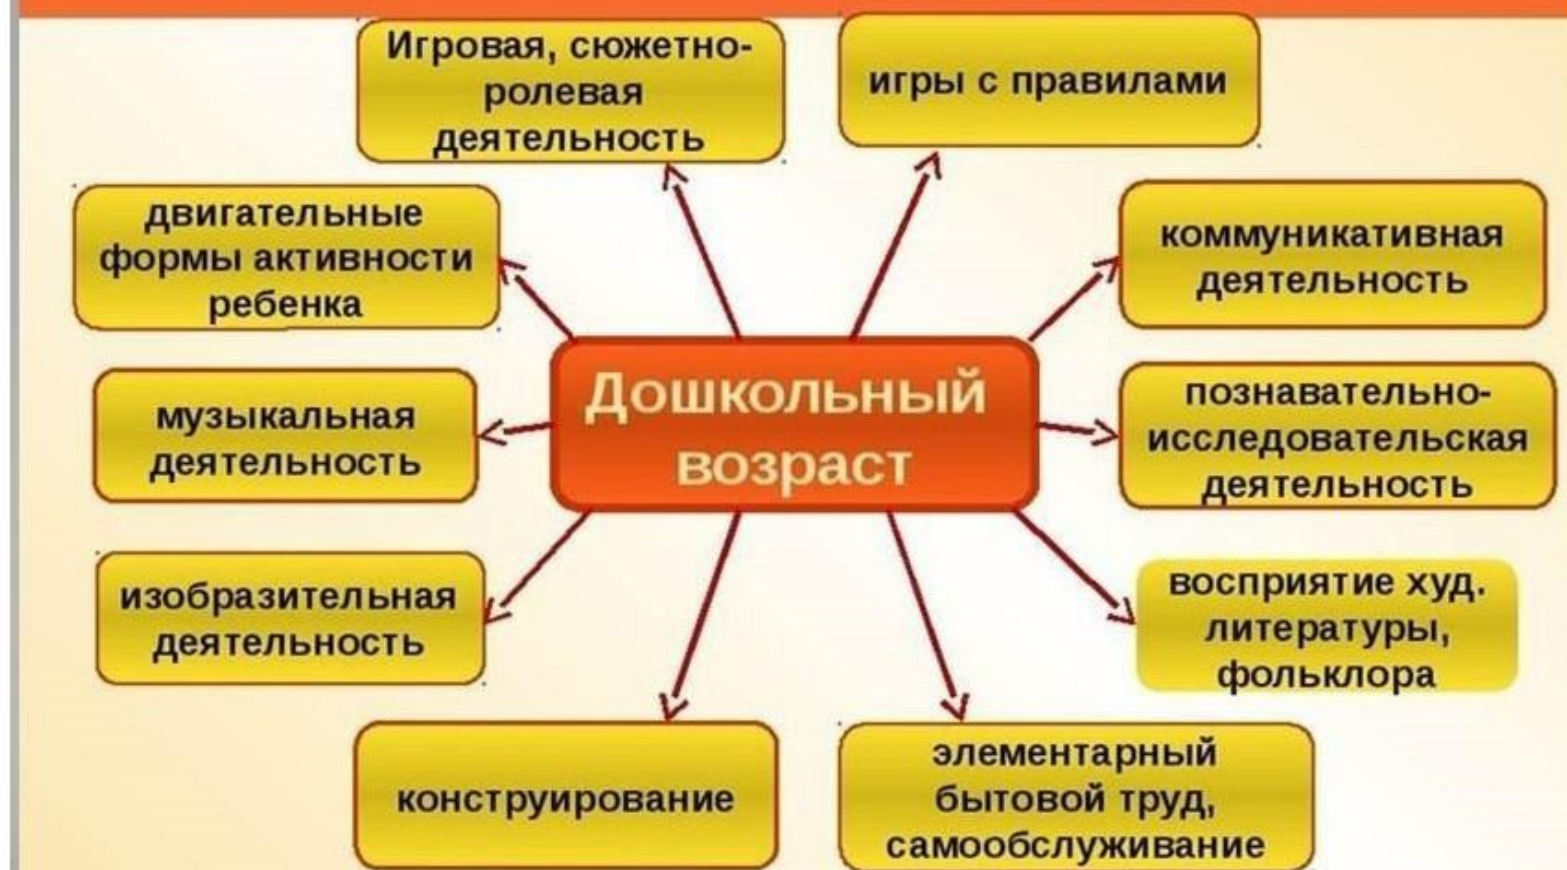 Игровая, сюжетно-
ролевая
деятельность
игры с правилами
двигательные
формы активности
ребенка
коммуникативная
деятельность
Дошкольный
возраст
музыкальная
деятельность
познавательно-
исследовательская
деятельность
изобразительная
деятельность
восприятие худ.
литературы,
фольклора
конструирование
элементарный
бытовой труд,
самообслуживание